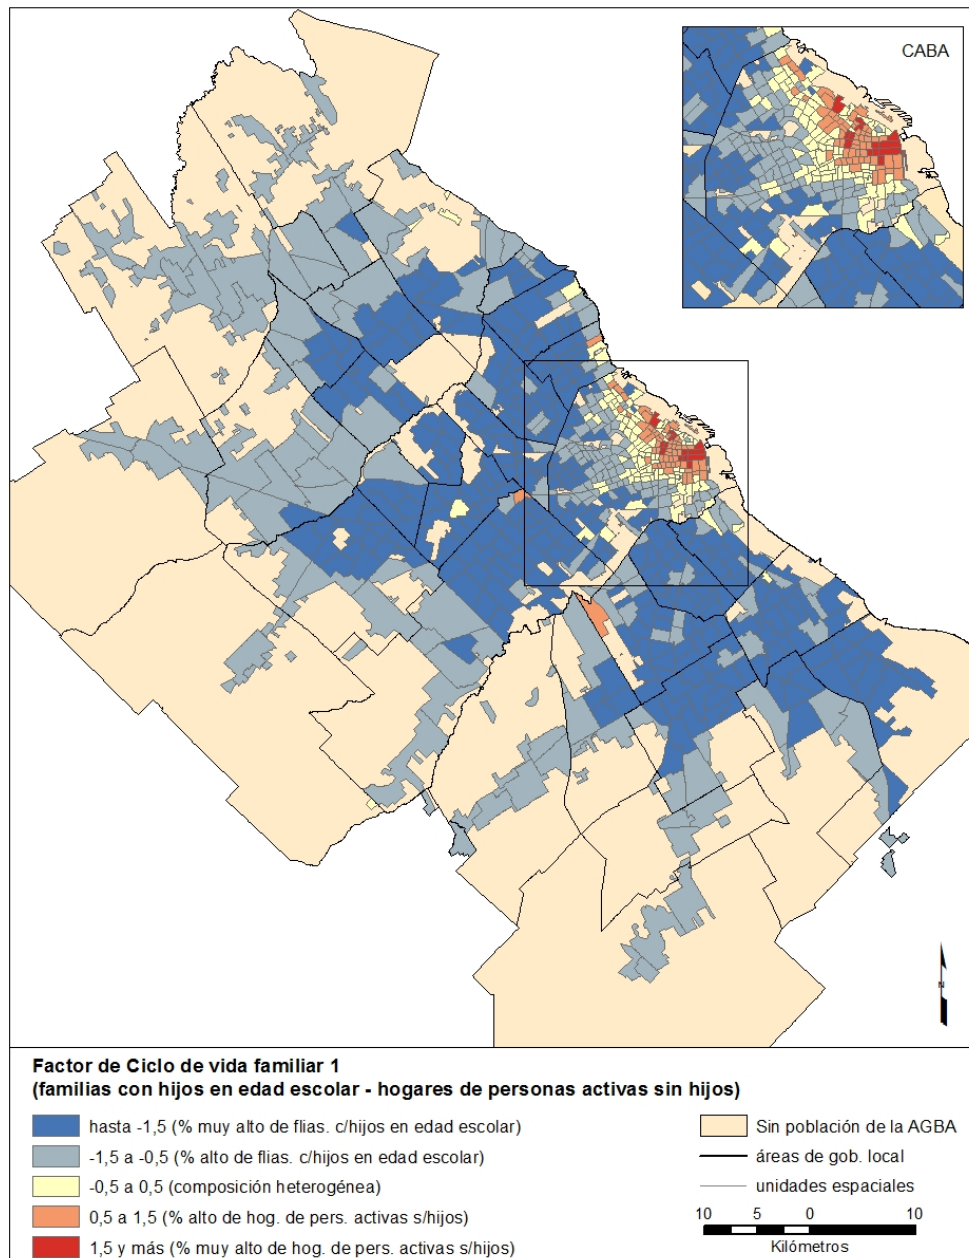 CABA
N
Factor de Ciclo de vida familiar 1
(familias con hijos en edad escolar - hogares de personas activas sin hijos)
hasta -1,5 (% muy alto de flias. c/hijos en edad escolar)
-1,5 a -0,5 (% alto de flias. c/hijos en edad escolar)
-0,5 a 0,5 (composición heterogénea)
0,5 a 1,5 (% alto de hog. de pers. activas s/hijos)
1,5 y más (% muy alto de hog. de pers. activas s/hijos)
Sin población de la AGBA
áreas de gob. local
unidades espaciales
10 5 0 10
Kilómetros